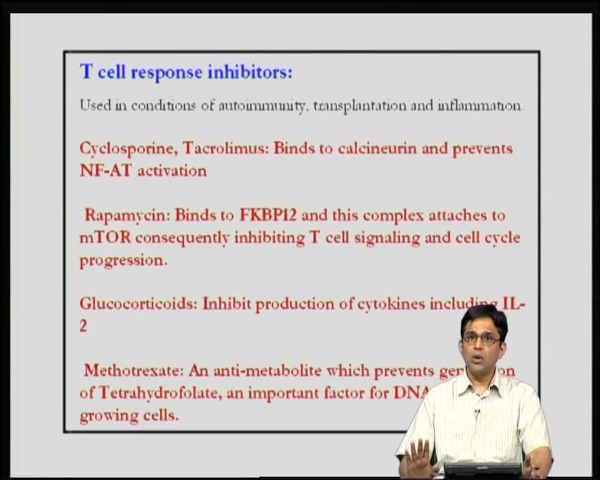 T cell response inhibitors:
Used in conditions of autoimmunity, transplantation and inflammation
Cyclosporine, Tacrolimus: Binds to calcineurin and prevents
NF-AT activation
Rapamycin: Binds to FKBP12 and this complex attaches to
mTOR consequently inhibiting T cell signaling and cell cycle
progression.
Glucocorticoids: Inhibit production of cytokines including IL-
2
Methotrexate: An anti-metabolite which prevents
of Tetrahydrofolate, an important factor for DNA
growing cells.